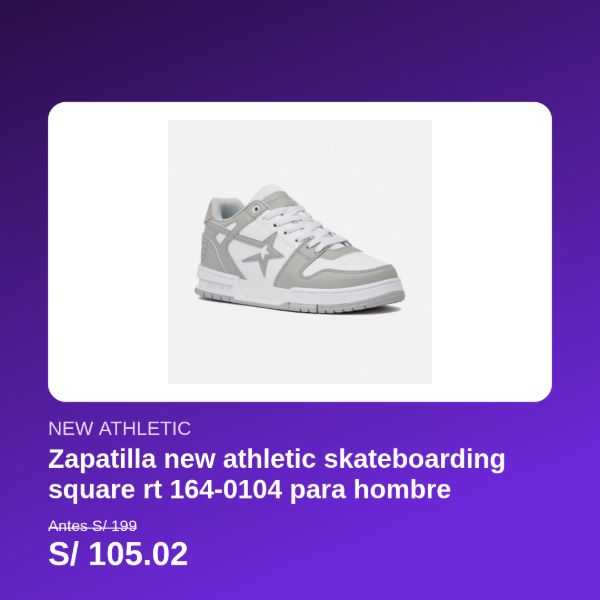 NEW ATHLETIC
Zapatilla new athletic skateboarding
square rt 164-0104 para hombre
Antes S/ 199
S/ 105.02